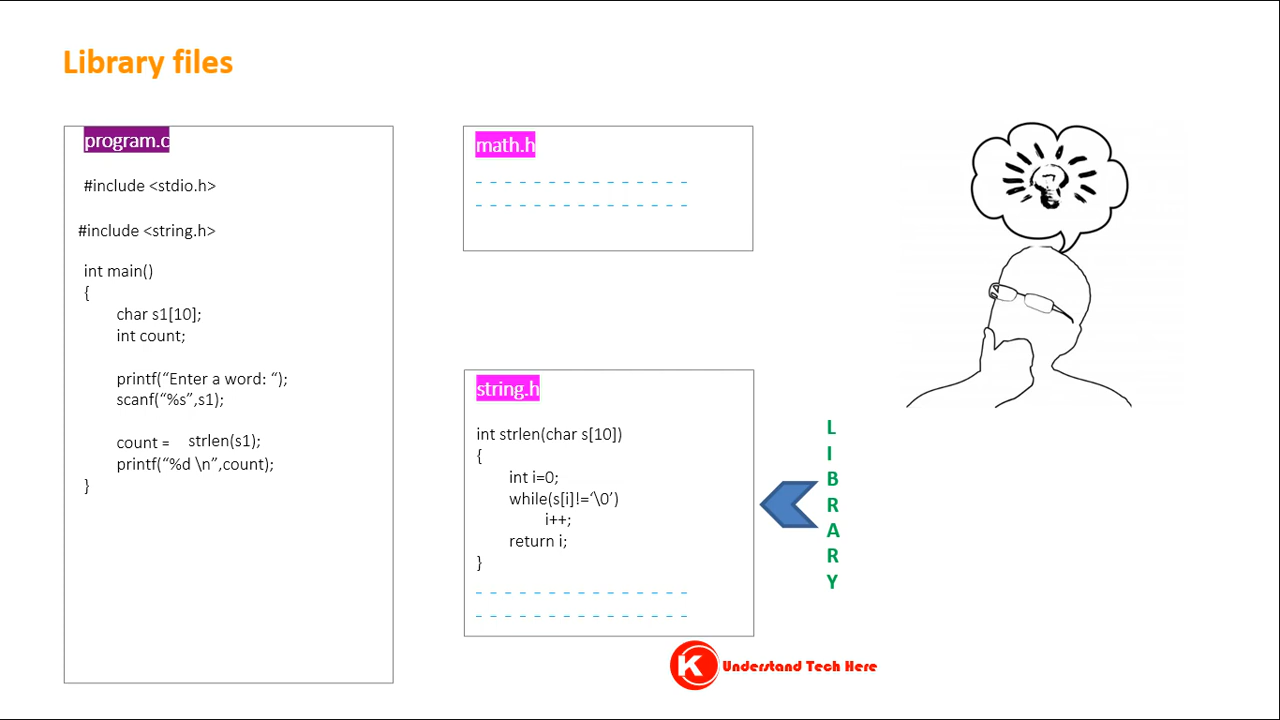 Library files
program.c
#include <stdio.h>
#include <string.h>
int main()
{
char s1[10];
int count;
printf(“Enter a word: “);
scanf(“%s”,s1);
count = strlen(s1);
printf(“%d \n”,count);
}
math.h
string.h
int strlen(char s[10])
{
int i=0;
while(s[i]!=‘\0’)
i++;
return i;
}
L
I
B
R
A
R
Y
K Understand Tech Here